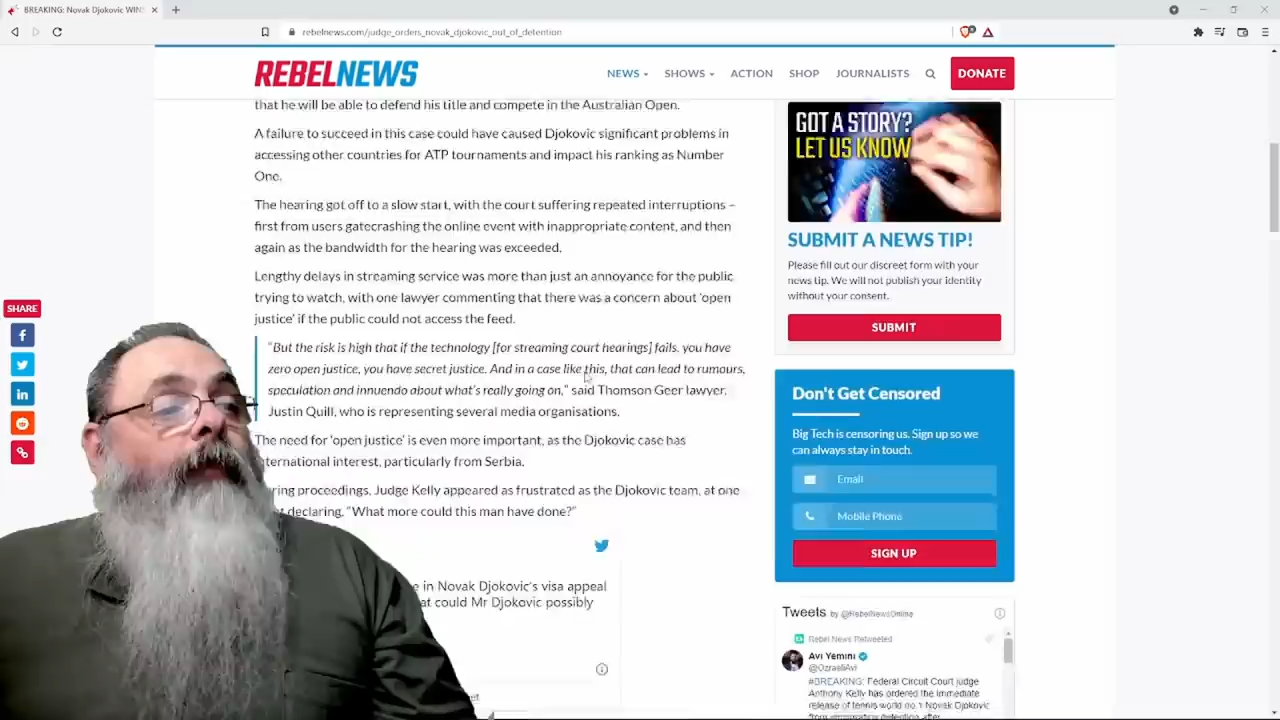 BREAKING: Novak Djokovic WINS
rebelnews.com/judge_orders_novak_djokovic_out_of_detention
REBELNEWS
NEWS
SHOWS
ACTION
SHOP
JOURNALISTS
DONATE
that he will be able to defend his title and compete in the Australian Open.
A failure to succeed in this case could have caused Djokovic significant problems in
accessing other countries for ATP tournaments and impact his ranking as Number
One.
The hearing got off to a slow start, with the court suffering repeated interruptions –
first from users gatecrashing the online event with inappropriate content, and then
again as the bandwidth for the hearing was exceeded.
Lengthy delays in streaming service was more than just an annoyance for the public
trying to watch, with one lawyer commenting that there was a concern about ‘open
justice’ if the public could not access the feed.
“But the risk is high that if the technology [for streaming court hearings] fails, you have
zero open justice, you have secret justice. And in a case like this, that can lead to rumours,
speculation and innuendo about what’s really going on,” said Thomson Geer lawyer,
Justin Quill, who is representing several media organisations.
The need for ‘open justice’ is even more important, as the Djokovic case has
ternational interest, particularly from Serbia.
ring proceedings, Judge Kelly appeared as frustrated as the Djokovic team, at one
declaring, “What more could this man have done?”
e in Novak Djokovic's visa appeal
at could Mr Djokovic possibly
SHARE
GOT A STORY?
LET US KNOW
SUBMIT A NEWS TIP!
Please fill out our discreet form with your
news tip. We will not publish your identity
without your consent.
SUBMIT
Don't Get Censored
Big Tech is censoring us. Sign up so we
can always stay in touch.
Email
Mobile Phone
SIGN UP
Tweets by @RebelNewsOnline
Rebel News Retweeted
Avi Yemini
@OzraeliAvi
#BREAKING: Federal Circuit Court judge
Anthony Kelly has ordered the immediate
release of tennis world no.1 Novak Djokovic
from immigration detention after